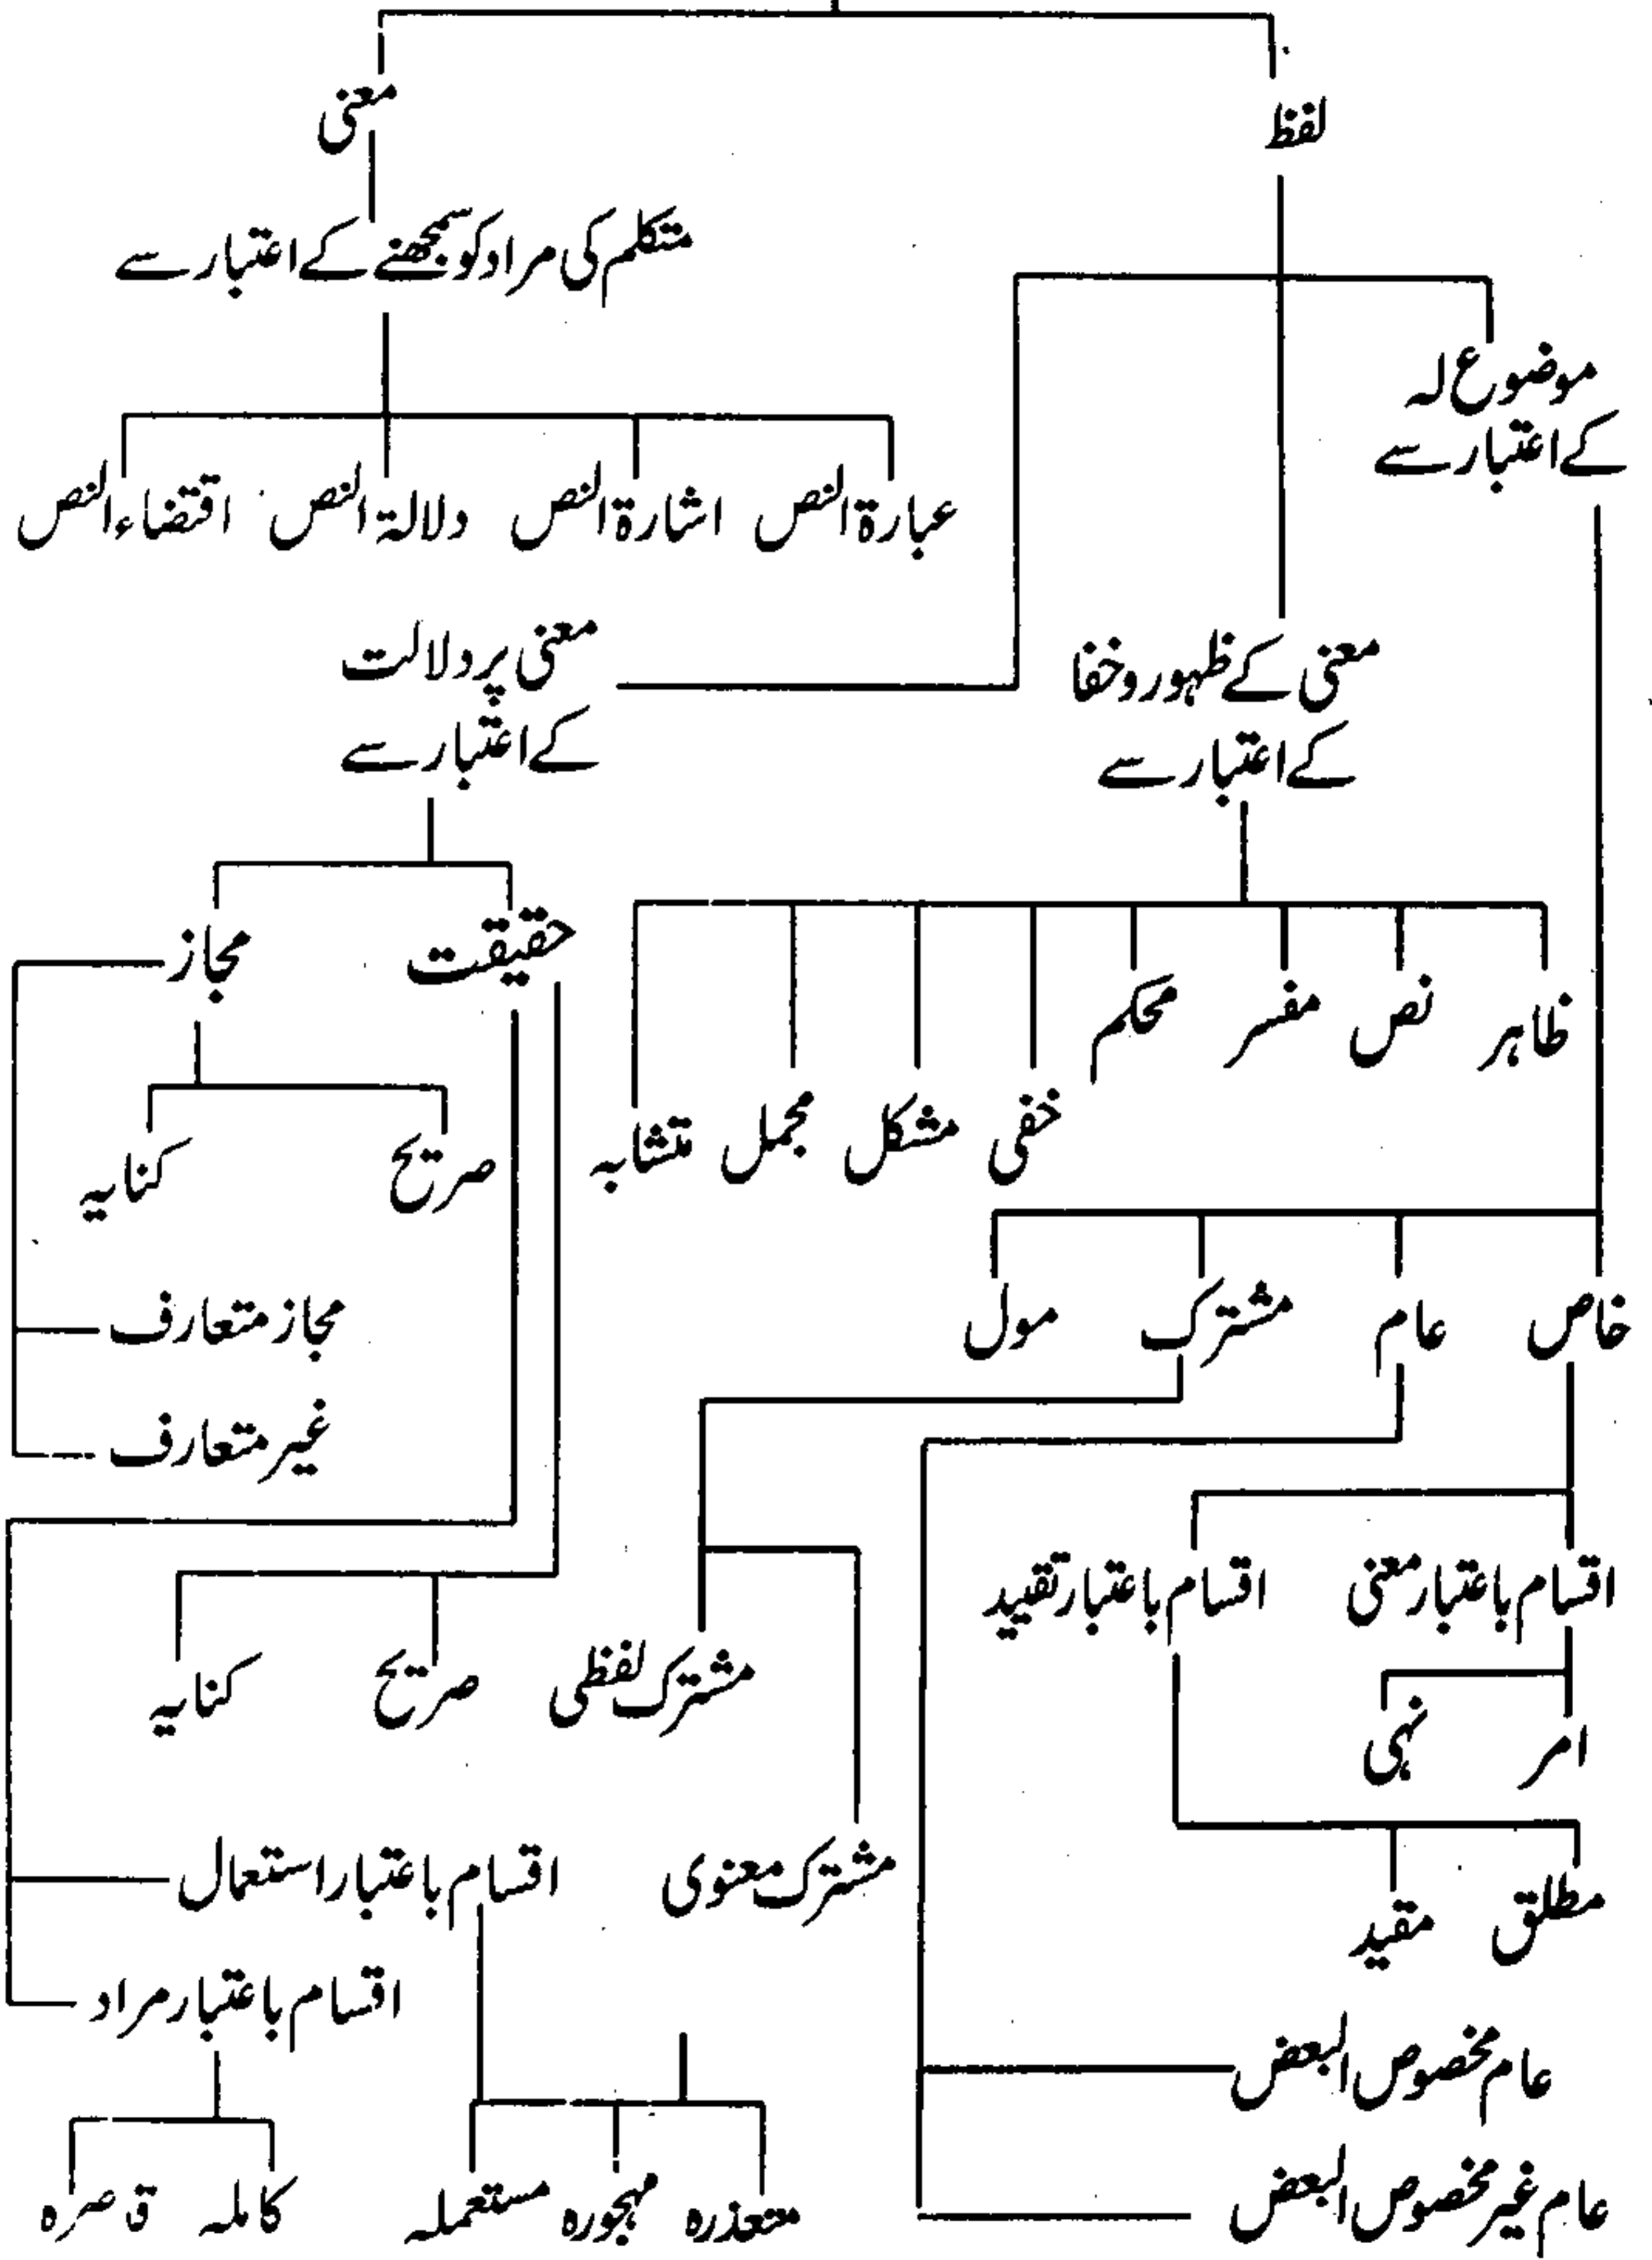 لفظ
معنی
متکلم کی مراد کو سمجھنے کے اعتبار سے
موضوع لہ
کے اعتبار سے
عبارۃ النص
اشارۃ النص
دلالۃ النص
اقتضاء النص
معنی کے ظہور و خفا
کے اعتبار سے
معنی پر دلالت
کے اعتبار سے
حقیقت
مجاز
ظاہر
نص
مفسر
محکم
خفی
مشکل
مجمل
متشابہ
صریح
کنایہ
خاص
عام
مشترک
مول
مجاز متعارف
غیر متعارف
اقسام باعتبار معنی
اقسام باعتبار تقیید
امر
نہی
مشترک لفظی
صریح
کنایہ
مشترک معنوی
اقسام باعتبار استعمال
مطلق
مقید
اقسام باعتبار مراد
عام مخصوص البعض
عام غیر مخصوص البعض
متعذرہ
مہجورہ
مستعملہ
کاملہ
قاصرہ